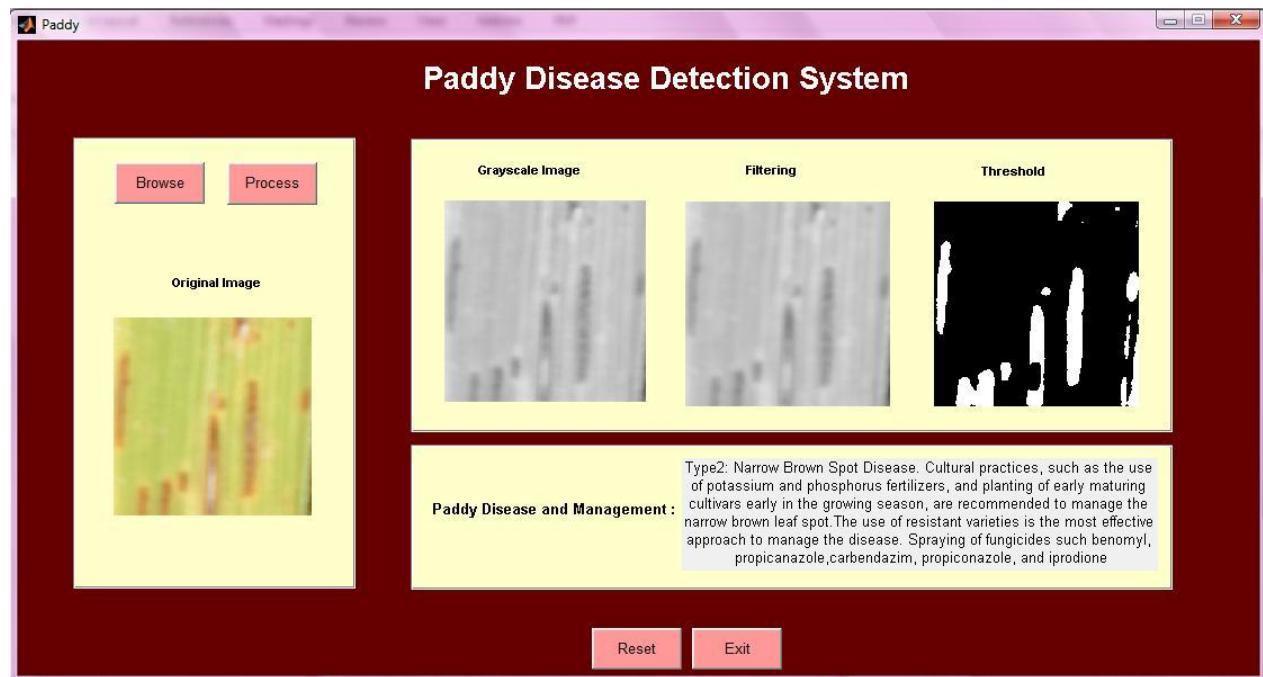 Paddy
Paddy Disease Detection System
Browse
Process
Original Image
Grayscale Image
Filtering
Threshold
Paddy Disease and Management :
Type2: Narrow Brown Spot Disease. Cultural practices, such as the use
of potassium and phosphorus fertilizers, and planting of early maturing
cultivars early in the growing season, are recommended to manage the
narrow brown leaf spot.The use of resistant varieties is the most effective
approach to manage the disease. Spraying of fungicides such benomyl,
propicanazole,carbendazim, propiconazole, and iprodione
Reset
Exit